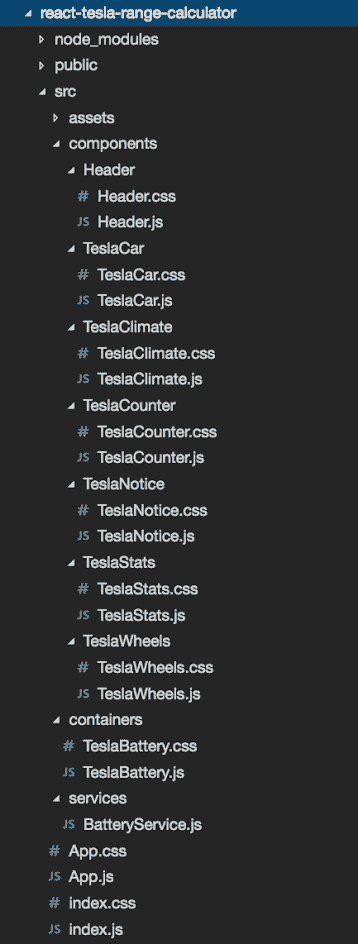 react-tesla-range-calculator
node_modules
public
src
assets
components
Header
# Header.css
JS Header.js
TeslaCar
# TeslaCar.css
JS TeslaCar.js
TeslaClimate
# TeslaClimate.css
JS TeslaClimate.js
TeslaCounter
# TeslaCounter.css
JS TeslaCounter.js
TeslaNotice
# TeslaNotice.css
JS TeslaNotice.js
TeslaStats
# TeslaStats.css
JS TeslaStats.js
TeslaWheels
# TeslaWheels.css
JS TeslaWheels.js
containers
# TeslaBattery.css
JS TeslaBattery.js
services
JS BatteryService.js
# App.css
JS App.js
# index.css
JS index.js